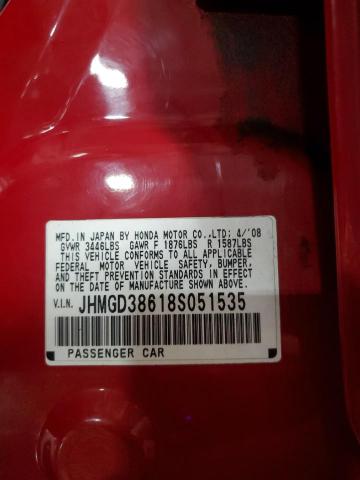 MFD. IN JAPAN BY HONDA MOTOR CO., LTD; 4/'08
GVWR 3446LBS GAWR F 1876LBS R 1587LBS
THIS VEHICLE CONFORMS TO ALL APPLICABLE
FEDERAL MOTOR VEHICLE SAFETY, BUMPER,
AND THEFT PREVENTION STANDARDS IN EFFECT
ON THE DATE OF MANUFACTURE SHOWN ABOVE.
V.I.N. JHMGD38618S051535
PASSENGER CAR